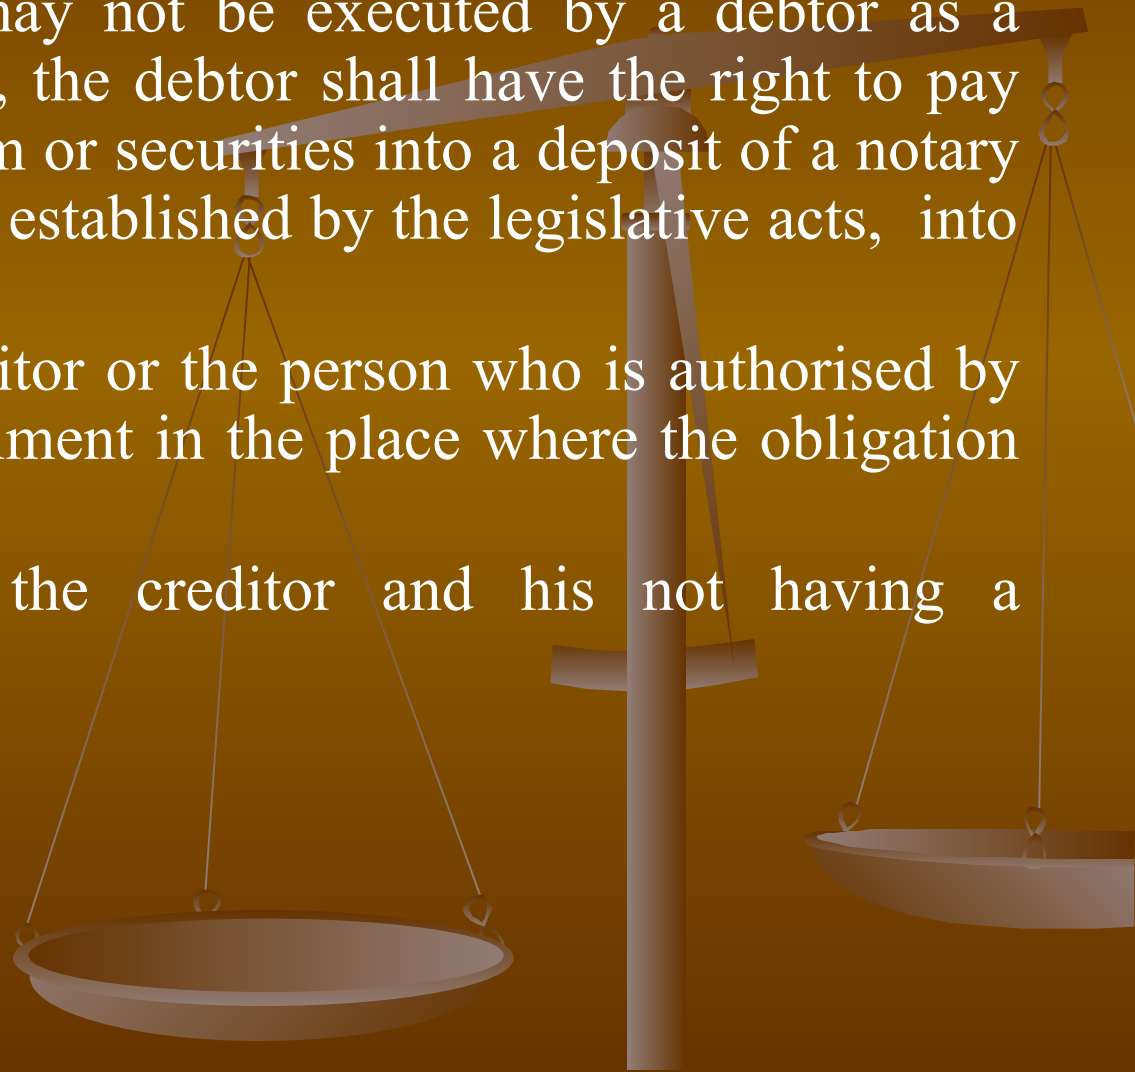 may not be executed by a debtor as a
, the debtor shall have the right to pay
or securities into a deposit of a notary
established by the legislative acts, into
or the person who is authorised by
in the place where the obligation
the creditor and his not having a